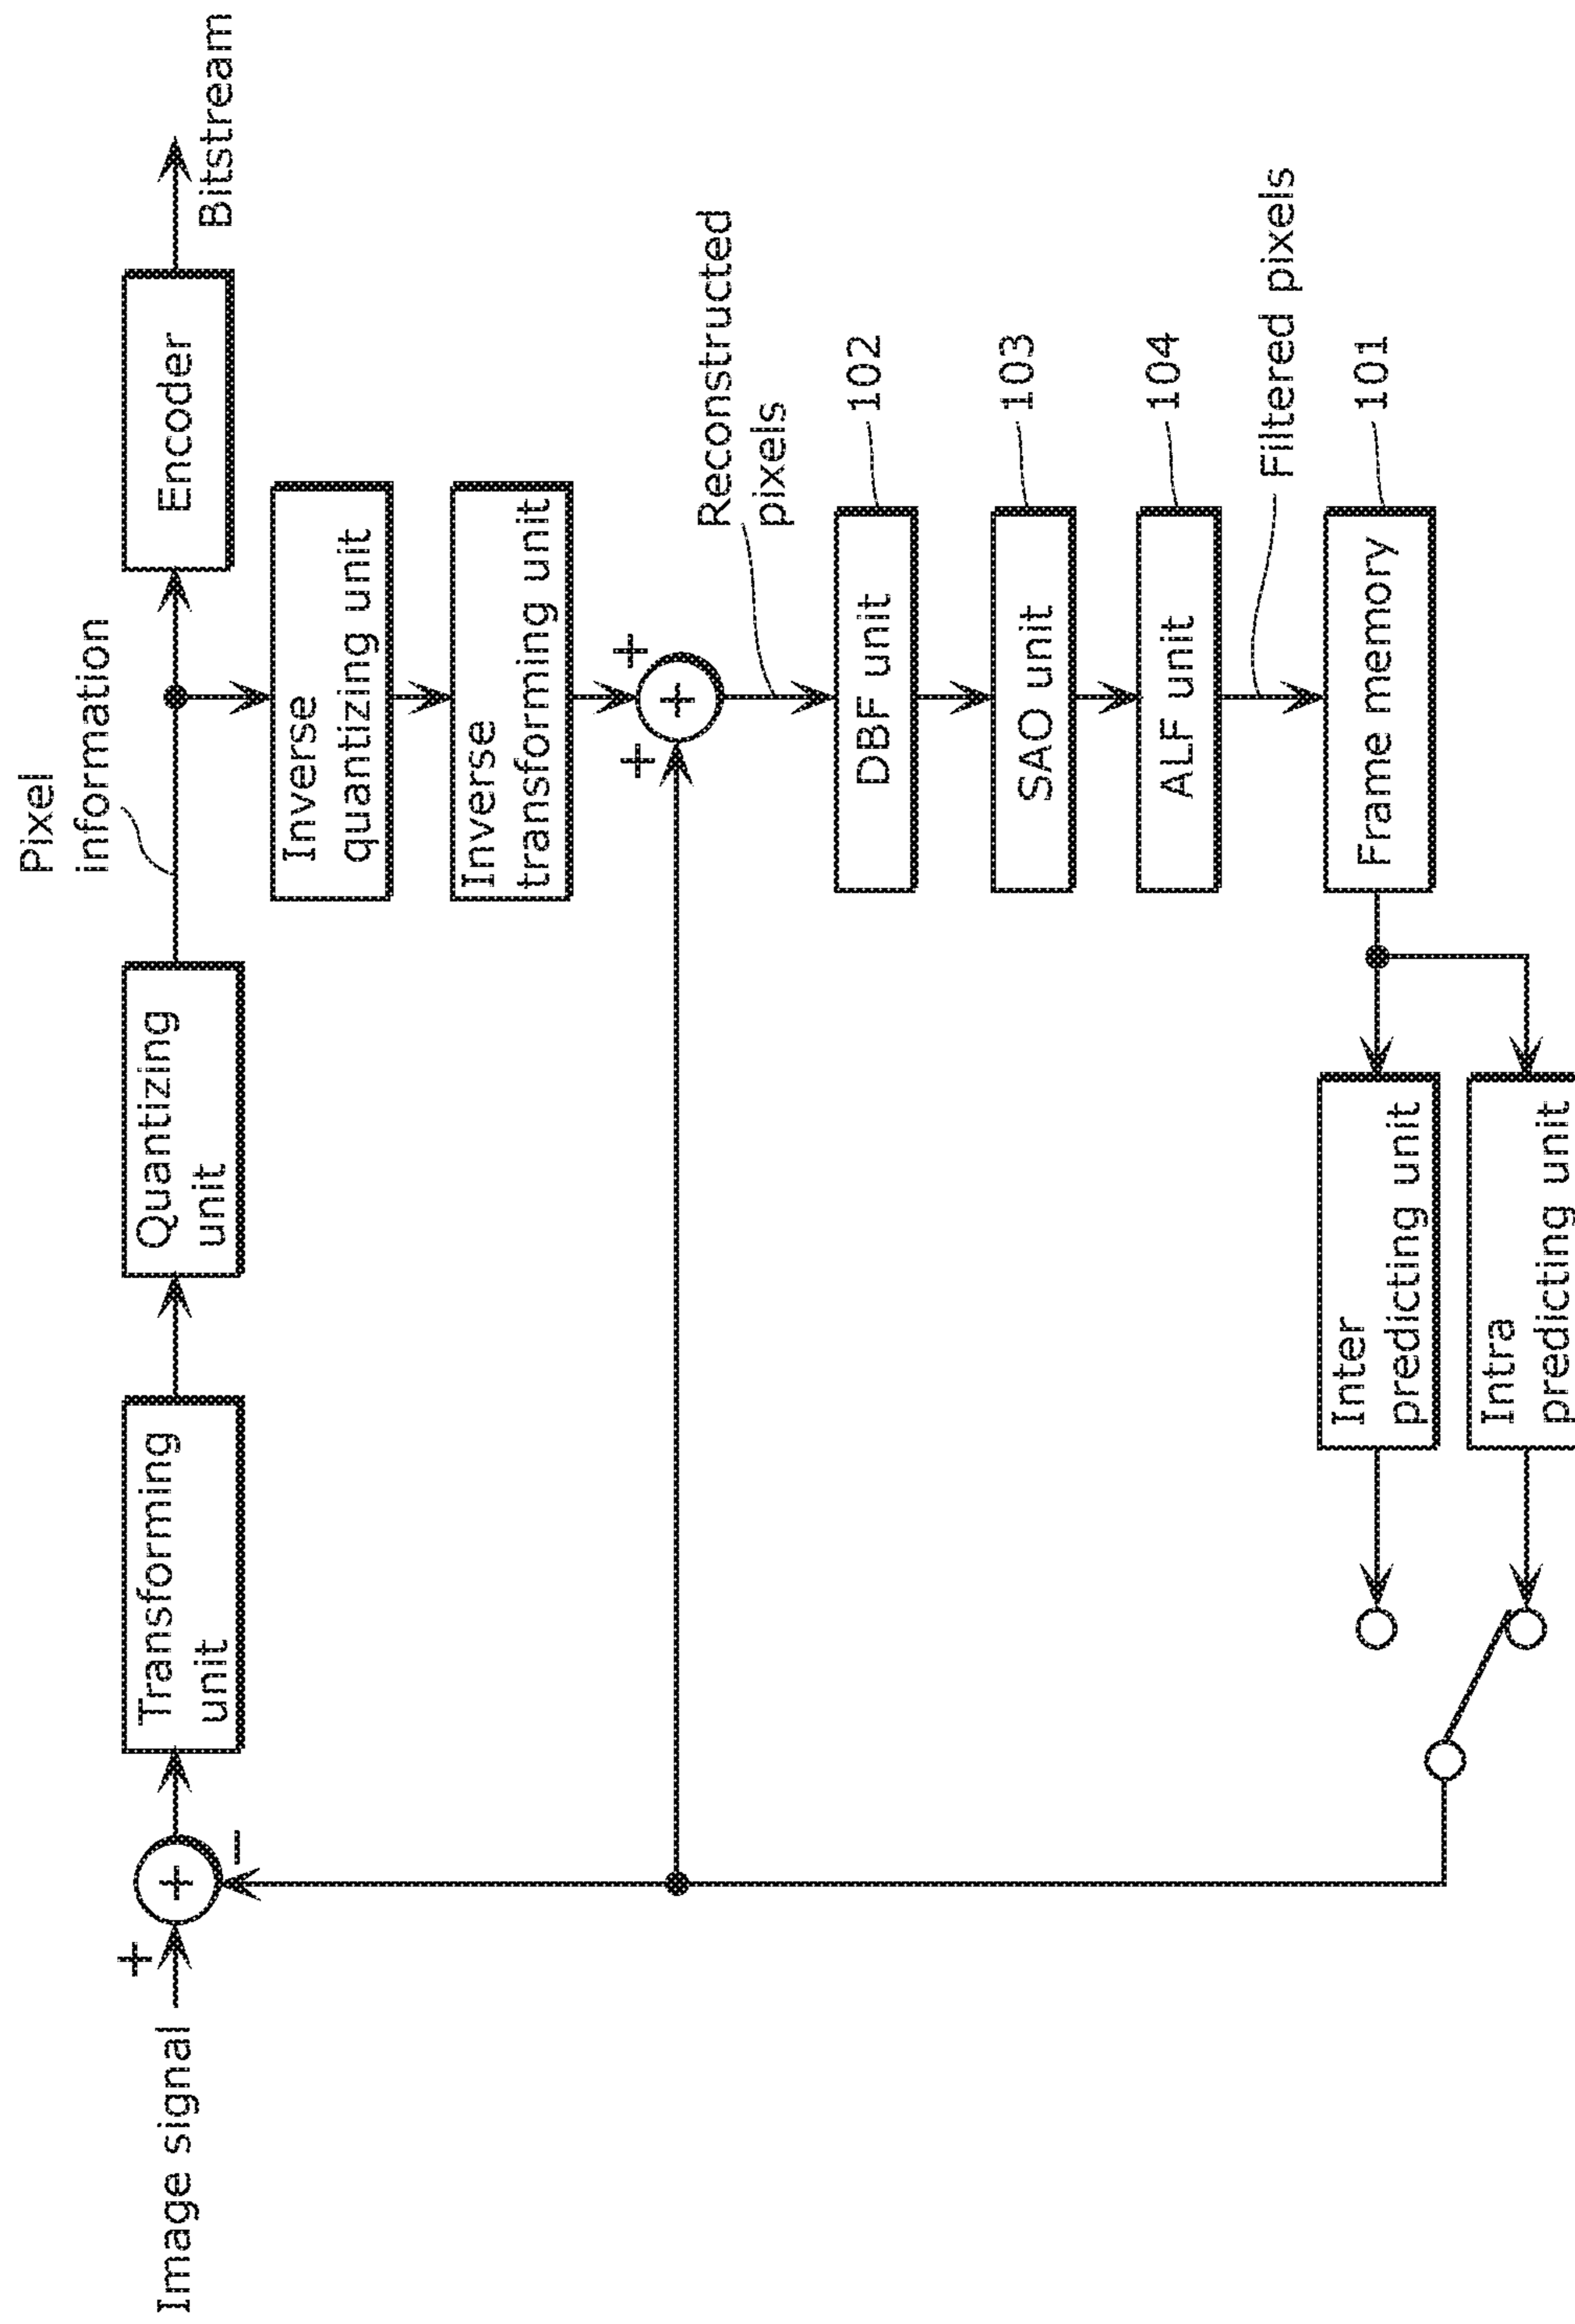 Pixel
information
Image signal
+
+
−
Transforming
unit
Quantizing
unit
Encoder
Bitstream
Inverse
quantizing unit
Inverse
transforming unit
+
+
+
Reconstructed
pixels
DBF unit
102
SAO unit
103
ALF unit
104
Filtered pixels
Frame memory
101
Inter
predicting unit
Intra
predicting unit